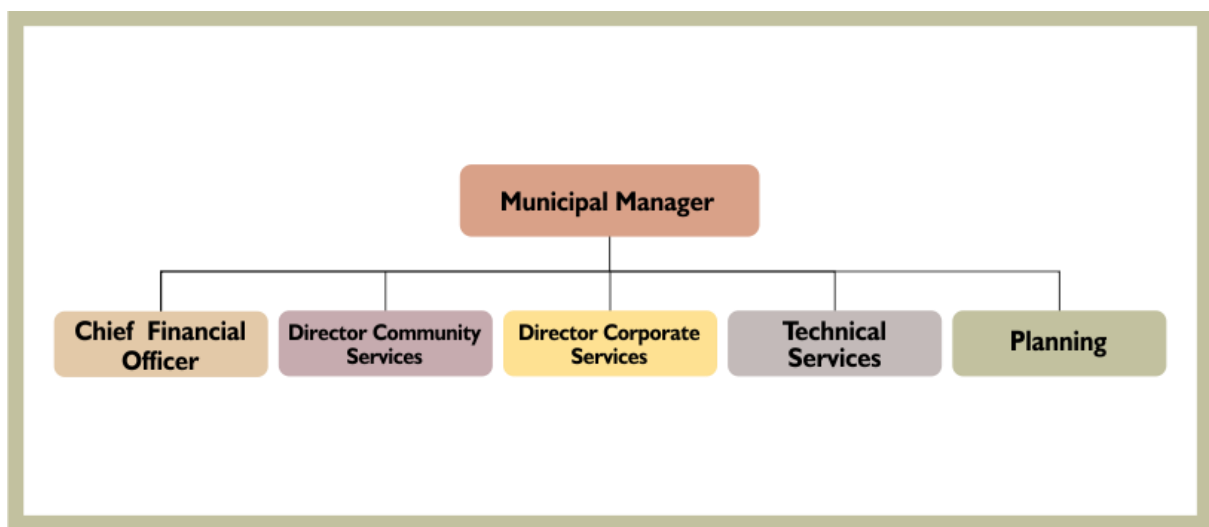 Municipal Manager
Chief Financial
Officer
Director Community
Services
Director Corporate
Services
Technical
Services
Planning